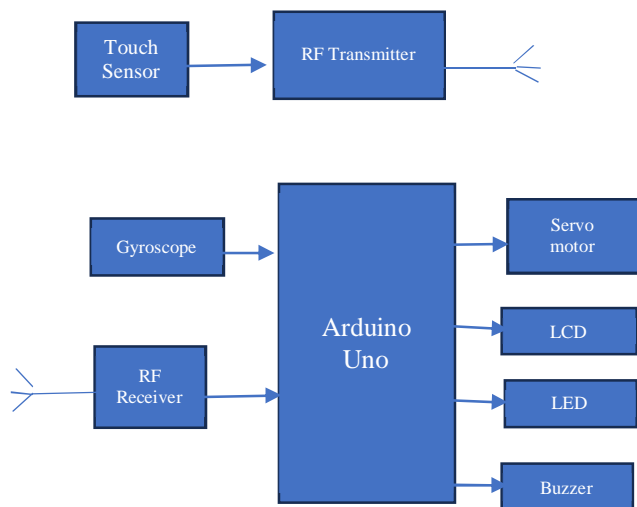 Touch
Sensor
RF Transmitter
Gyroscope
Servo
motor
Arduino
Uno
LCD
RF
Receiver
LED
Buzzer